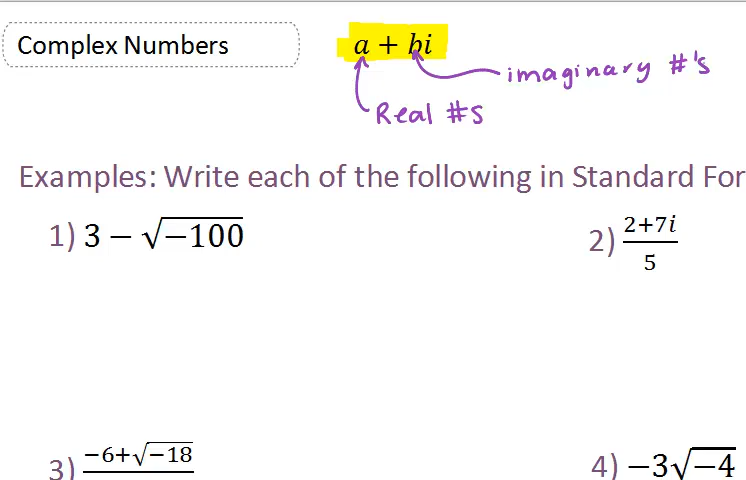 Complex Numbers
a + bi
imaginary #'s
Real #s
Examples: Write each of the following in Standard For
1) 3 − √−100
2) 2+7i
5
3) −6+√−18
4) −3√−4